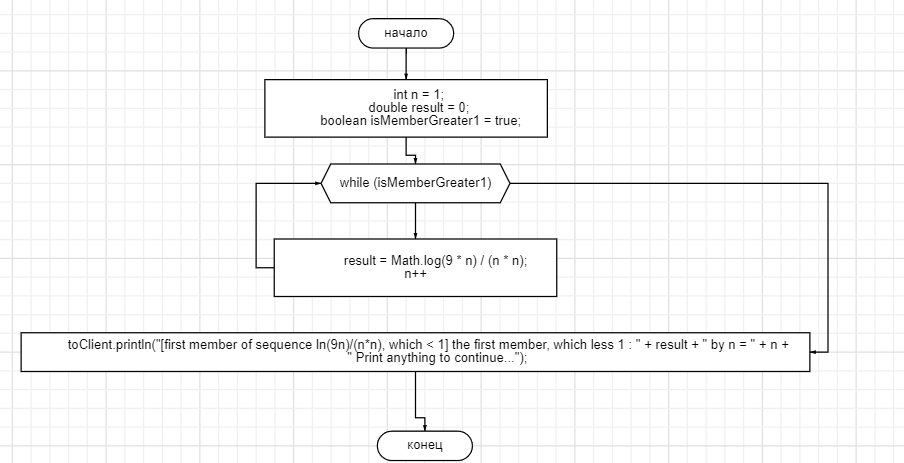 начало
int n = 1;
double result = 0;
boolean isMemberGreater1 = true;
while (isMemberGreater1)
result = Math.log(9 * n) / (n * n);
n++
toClient.println("[first member of sequence ln(9n)/(n*n), which < 1] the first member, which less 1 : " + result + " by n = " + n +
" Print anything to continue...");
конец